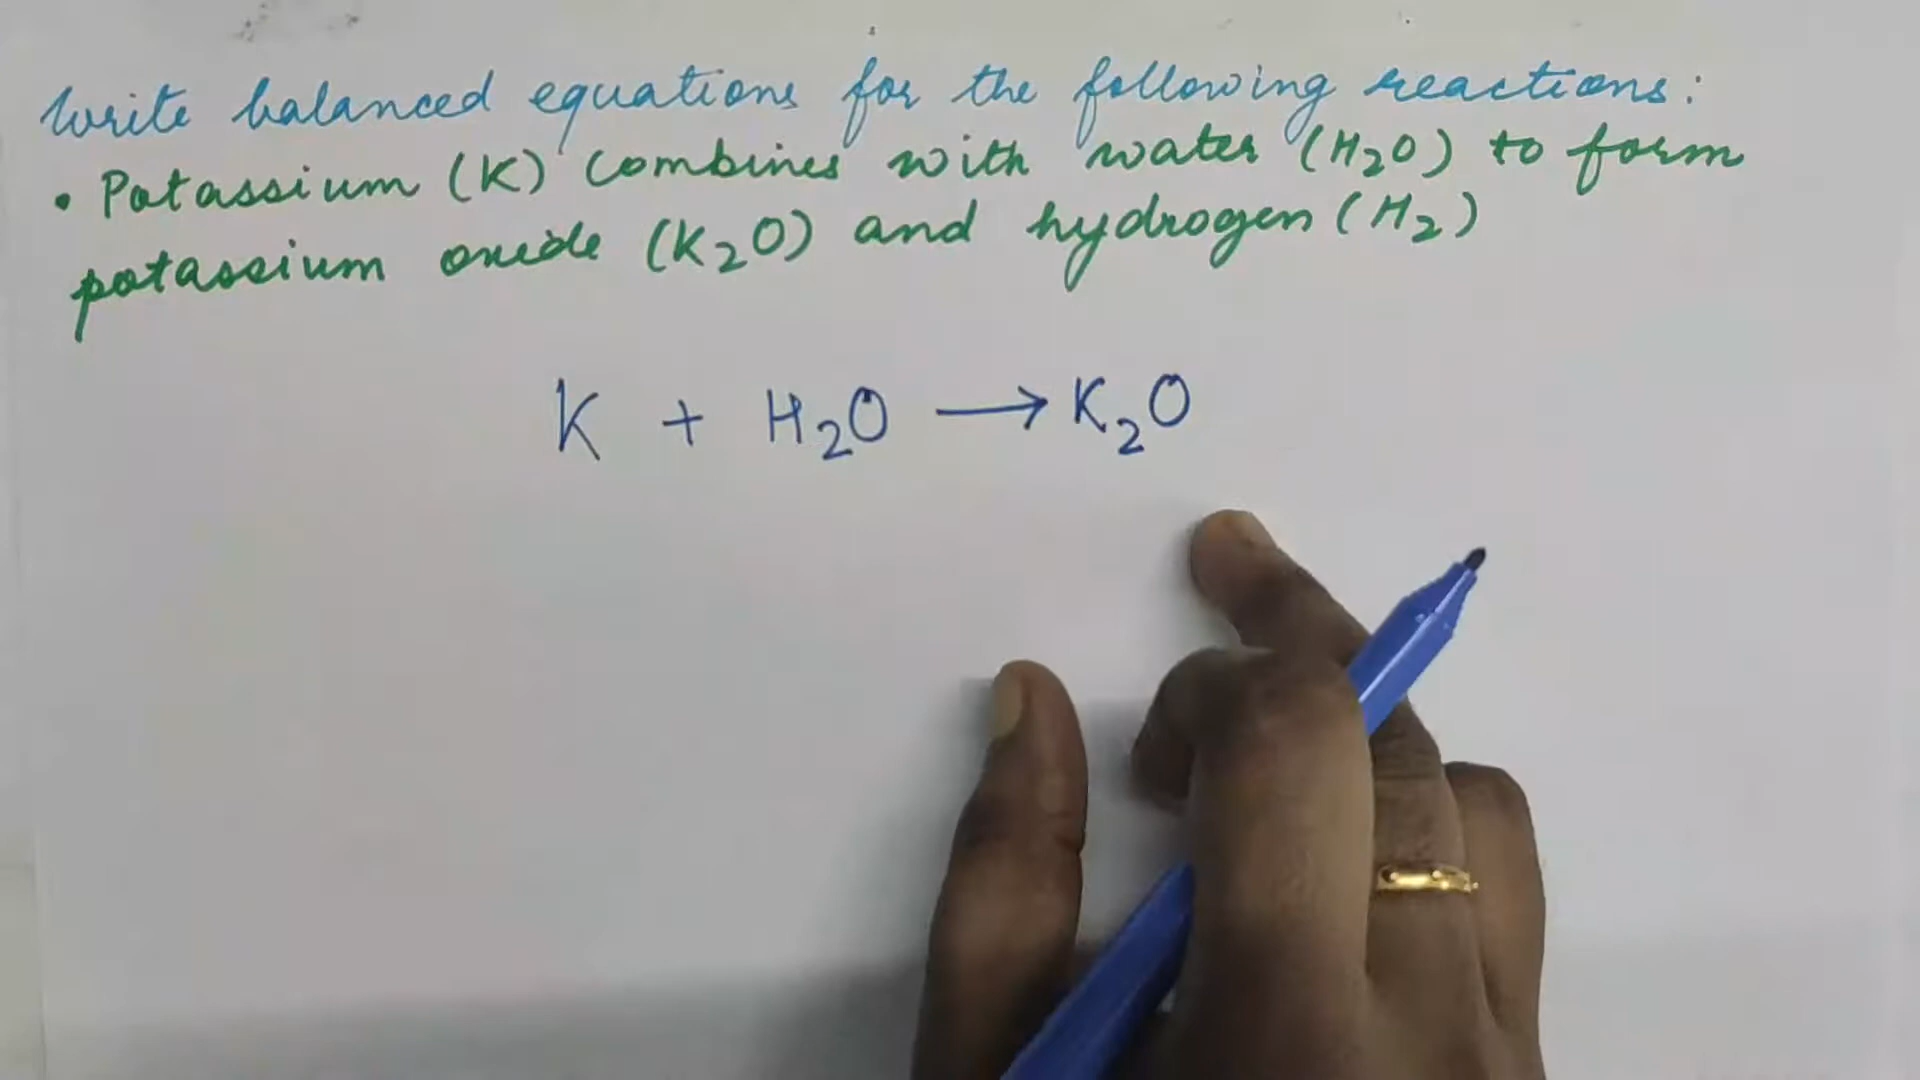 Write balanced equations for the following reactions:
• Potassium (K) combines with water (H2O) to form
potassium oxide (K2O) and hydrogen (H2)
K + H2O → K2O